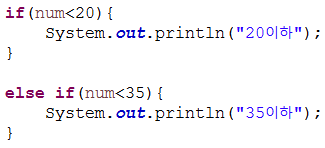 if(num<20){
System.out.println("20이하");
}
else if(num<35){
System.out.println("35이하");
}